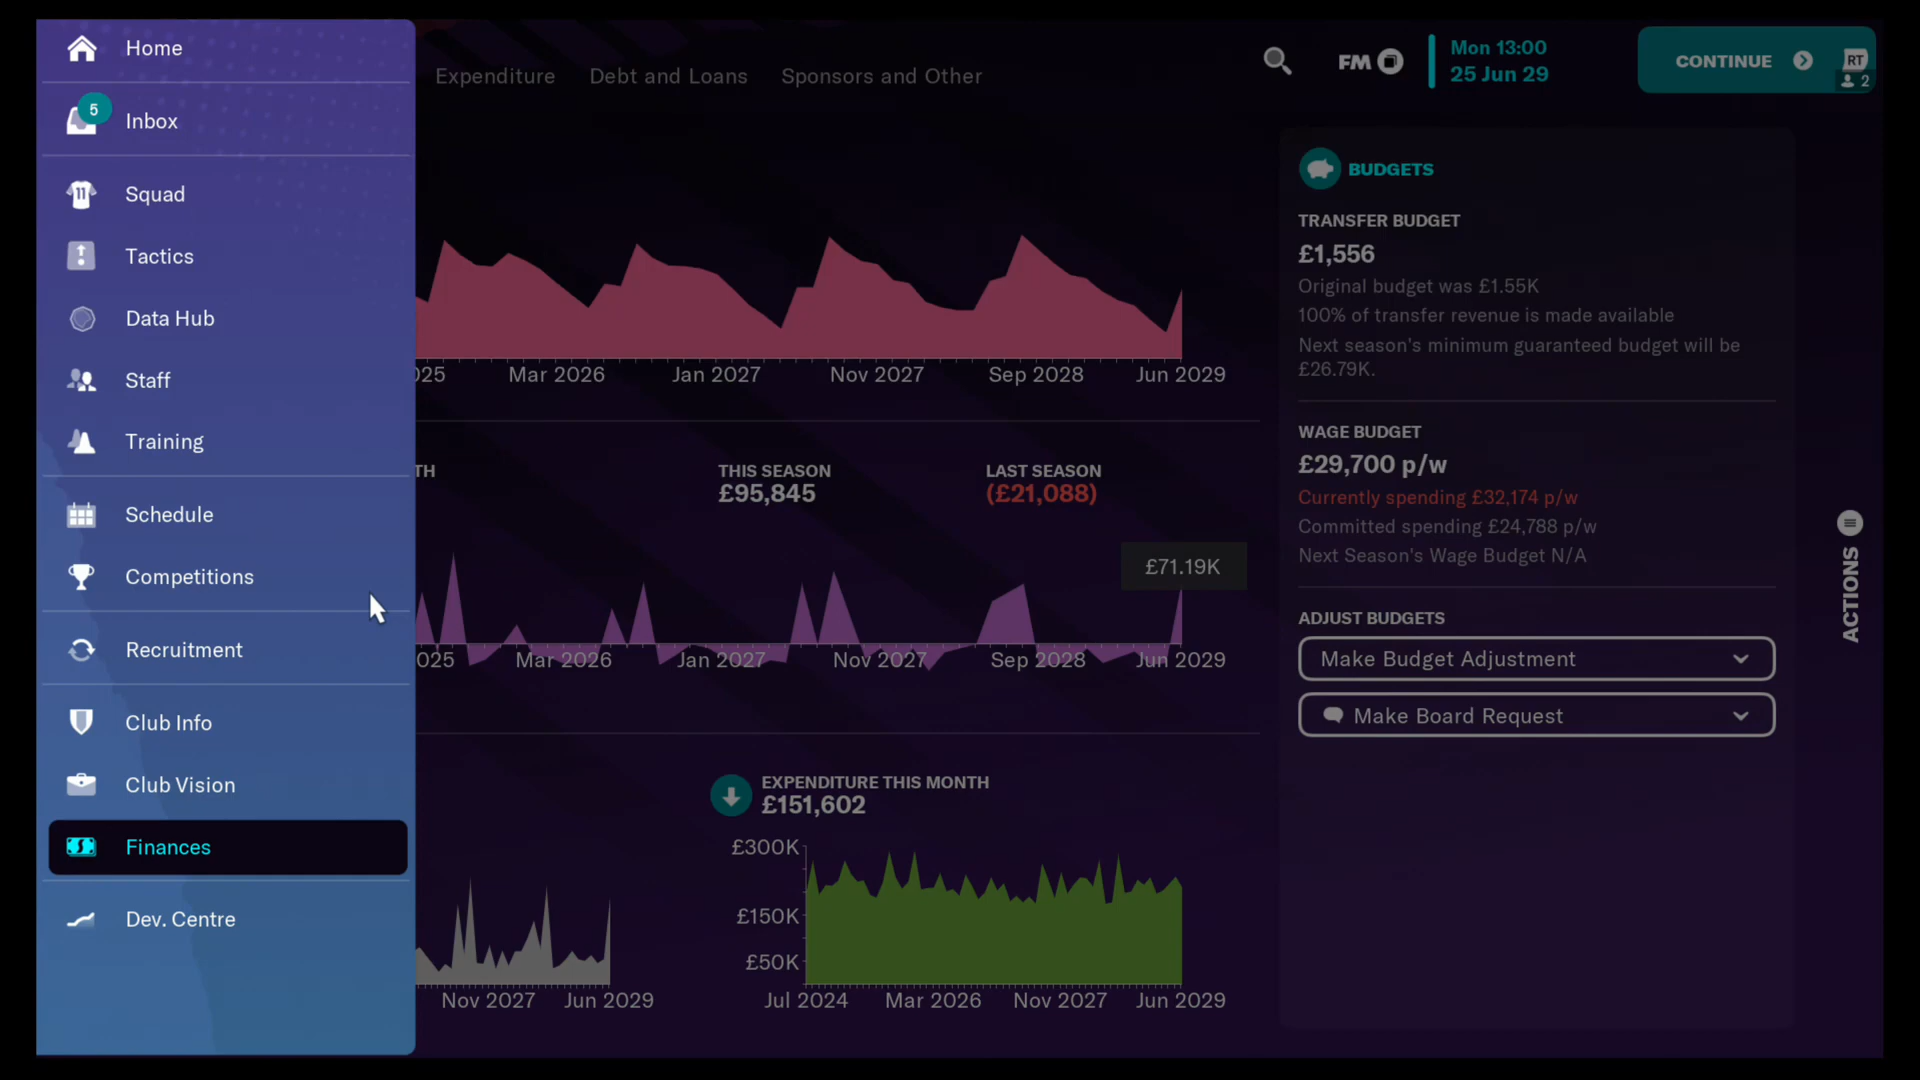 Home
5
Inbox
Squad
Tactics
Data Hub
Staff
Training
Schedule
Competitions
Recruitment
Club Info
Club Vision
Finances
Dev. Centre
Expenditure
Debt and Loans
Sponsors and Other
FM
Mon 13:00
25 Jun 29
CONTINUE
RT
2
025
Mar 2026
Jan 2027
Nov 2027
Sep 2028
Jun 2029
TH
THIS SEASON
£95,845
LAST SEASON
(£21,088)
£71.19K
025
Mar 2026
Jan 2027
Nov 2027
Sep 2028
Jun 2029
Nov 2027
Jun 2029
EXPENDITURE THIS MONTH
£151,602
£300K
£150K
£50K
Jul 2024
Mar 2026
Nov 2027
Jun 2029
BUDGETS
TRANSFER BUDGET
£1,556
Original budget was £1.55K
100% of transfer revenue is made available
Next season's minimum guaranteed budget will be
£26.79K.
WAGE BUDGET
£29,700 p/w
Currently spending £32,174 p/w
Committed spending £24,788 p/w
Next Season's Wage Budget N/A
ADJUST BUDGETS
Make Budget Adjustment
Make Board Request
ACTIONS